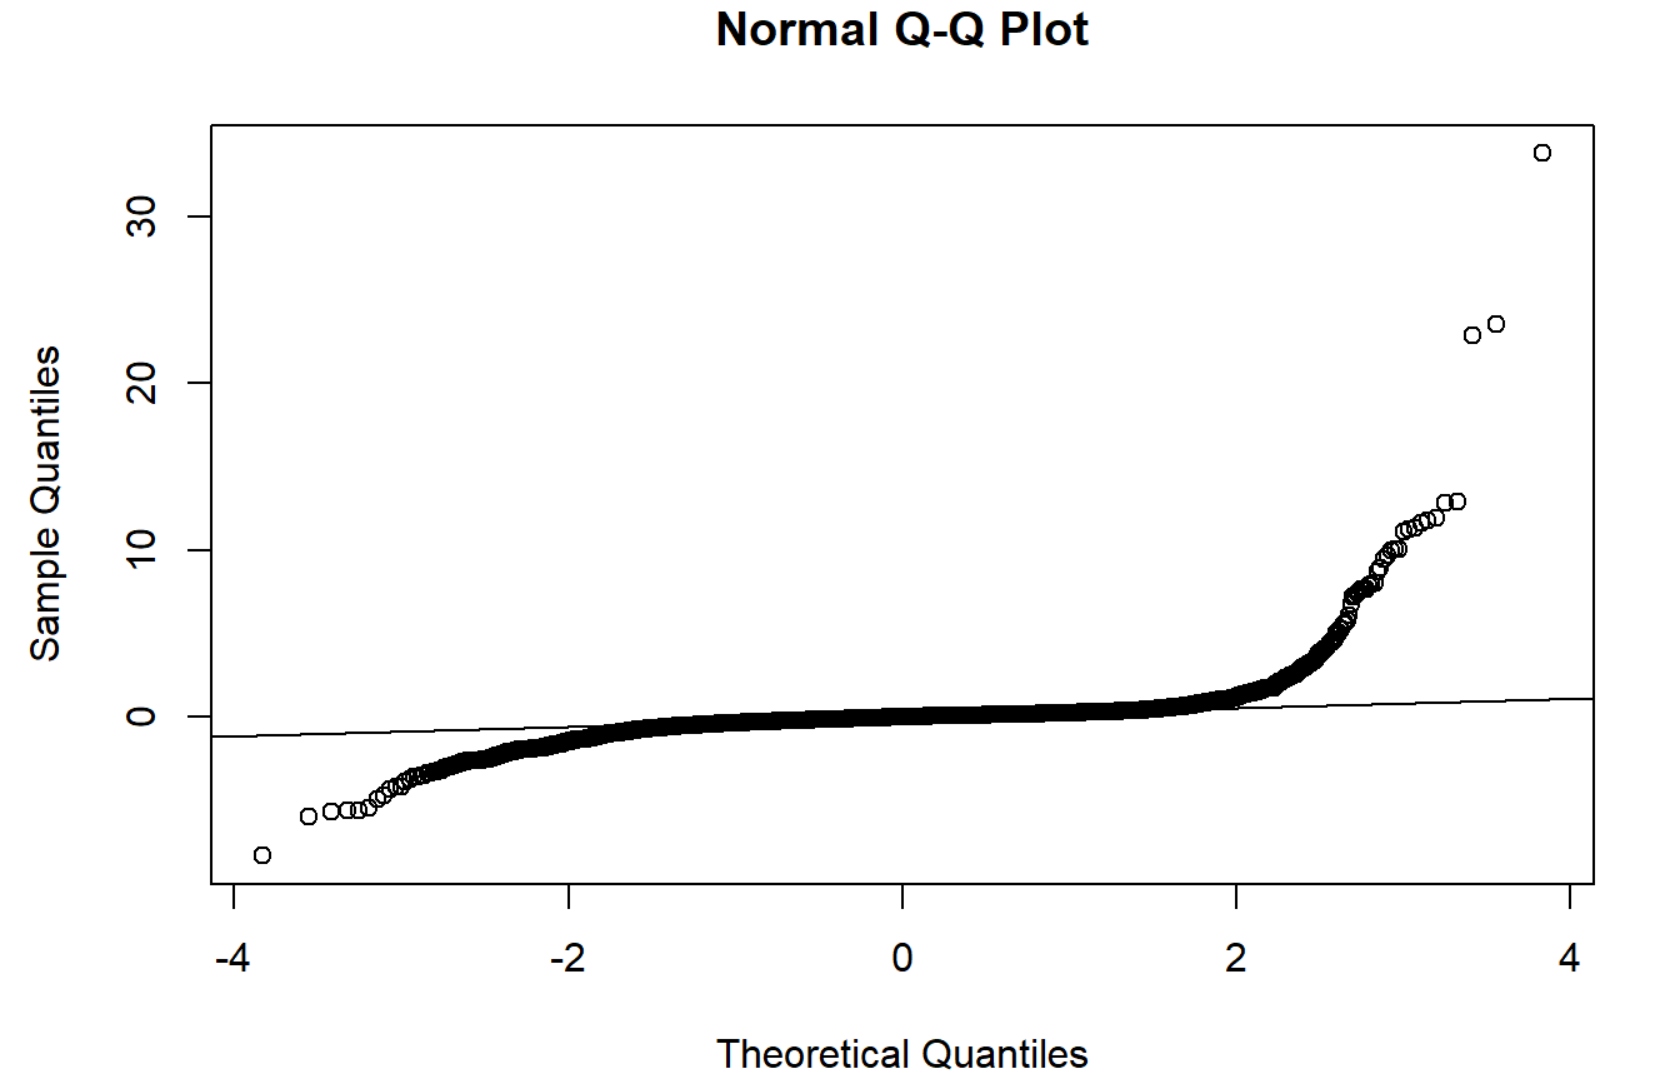 Normal Q-Q Plot
Sample Quantiles
30
20
10
0
-4 -2 0 2 4
Theoretical Quantiles